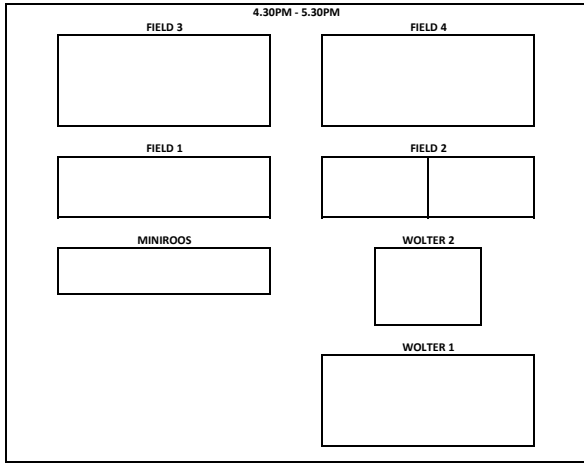 4.30PM - 5.30PM
FIELD 3
FIELD 4
FIELD 1
FIELD 2
MINIROOS
WOLTER 2
WOLTER 1